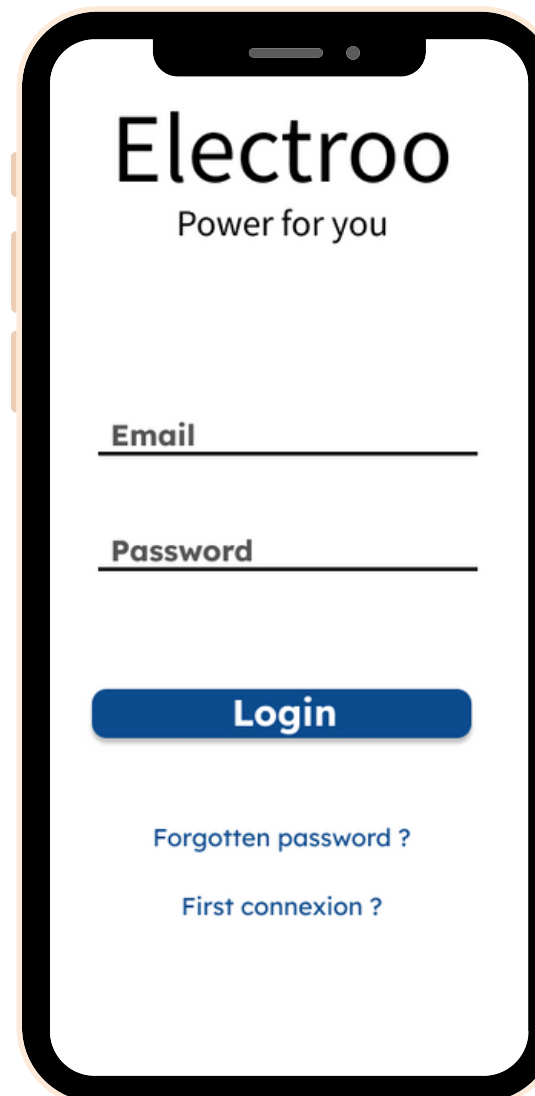 Electroo
Power for you
Email
Password
Login
Forgotten password ?
First connexion ?